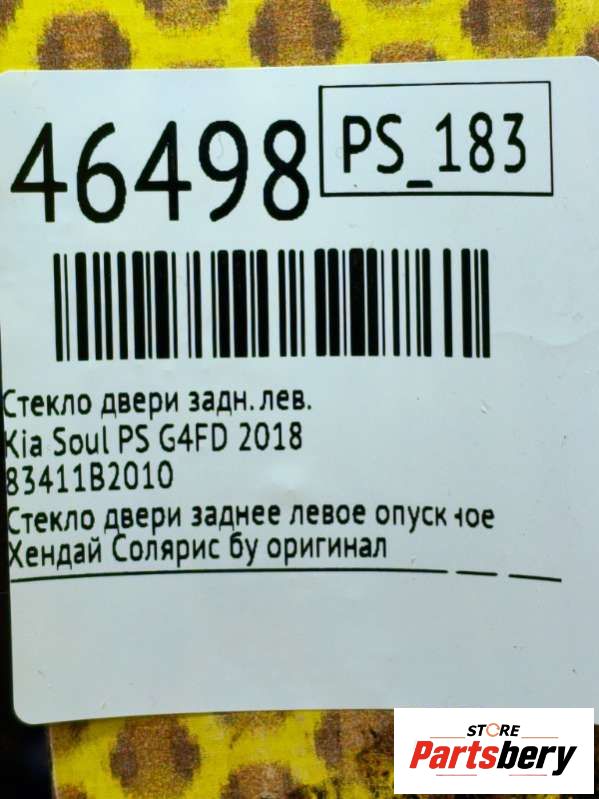 46498
PS_183
Стекло двери задн. лев.
Kia Soul PS G4FD 2018
83411B2010
Стекло двери заднее левое
Хендай Солярис бу оригинал
STORE
Partsbery